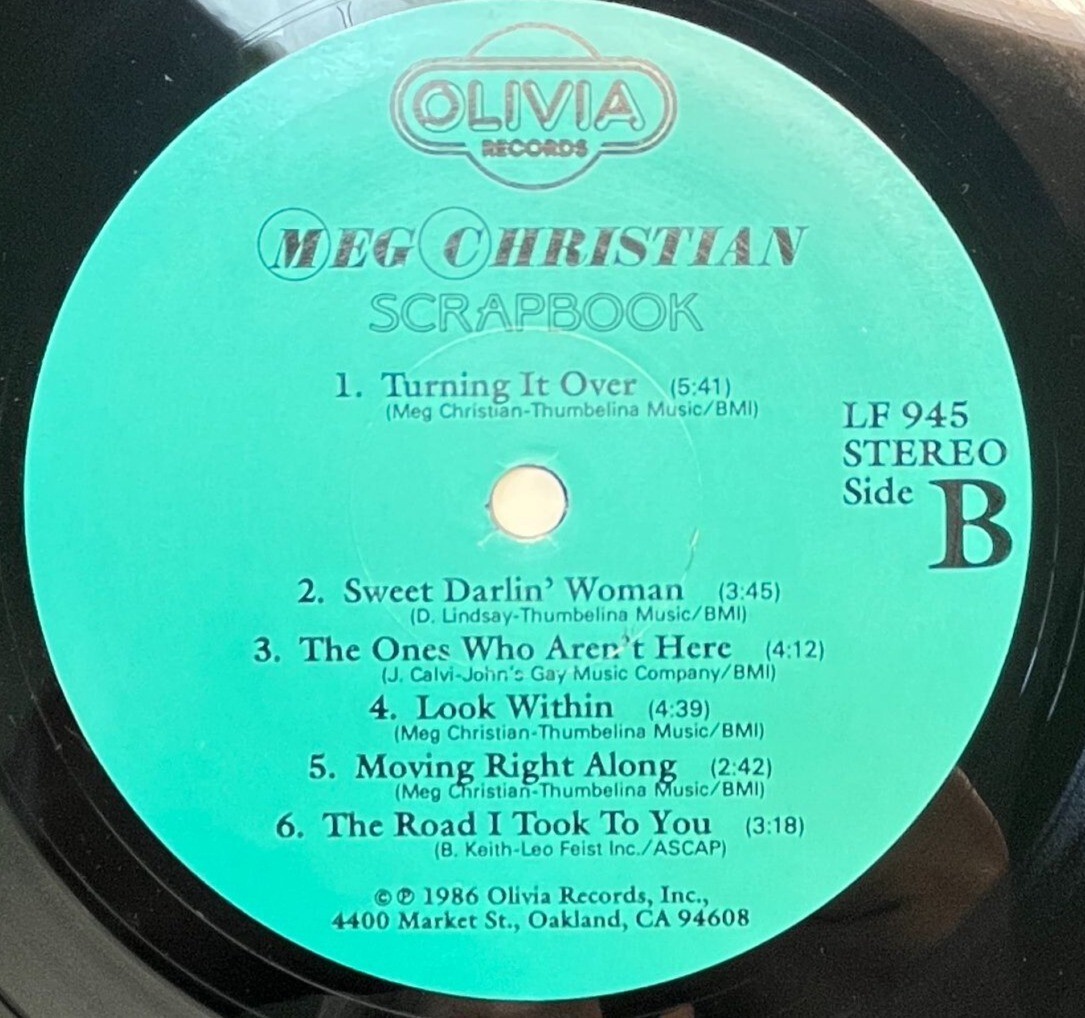 OLIVIA
RECORDS
MEG CHRISTIAN
SCRAPBOOK
1. Turning It Over (5:41)
(Meg Christian-Thumbelina Music/BMI)
LF 945
STEREO
Side B
2. Sweet Darlin' Woman (3:45)
(D. Lindsay-Thumbelina Music/BMI)
3. The Ones Who Aren't Here (4:12)
(J. Calvi-John's Gay Music Company/BMI)
4. Look Within (4:39)
(Meg Christian-Thumbelina Music/BMI)
5. Moving Right Along (2:42)
(Meg Christian-Thumbelina Music/BMI)
6. The Road I Took To You (3:18)
(B. Keith-Leo Feist Inc./ASCAP)
©℗ 1986 Olivia Records, Inc.,
4400 Market St., Oakland, CA 94608